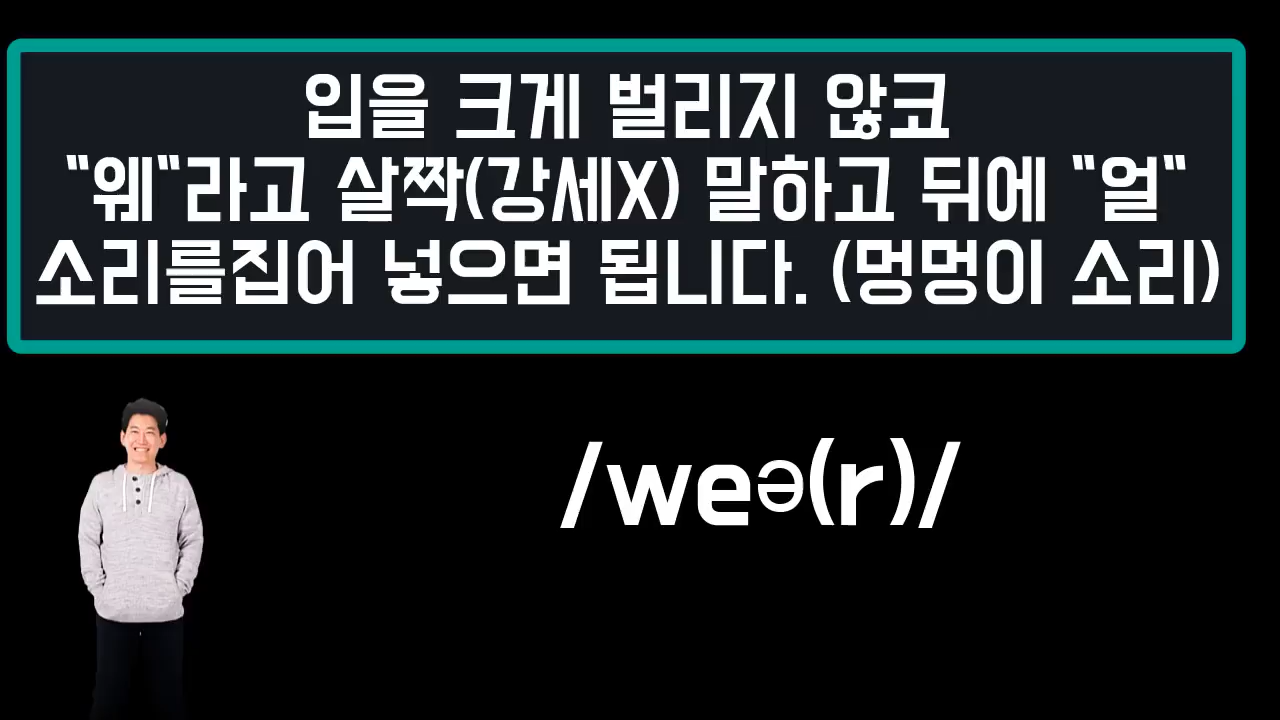 입을 크게 벌리지 않코
"웨"라고 살짝(강세X) 말하고 뒤에 "얼"
소리를집어 넣으면 됩니다. (멍멍이 소리)
/weə(r)/